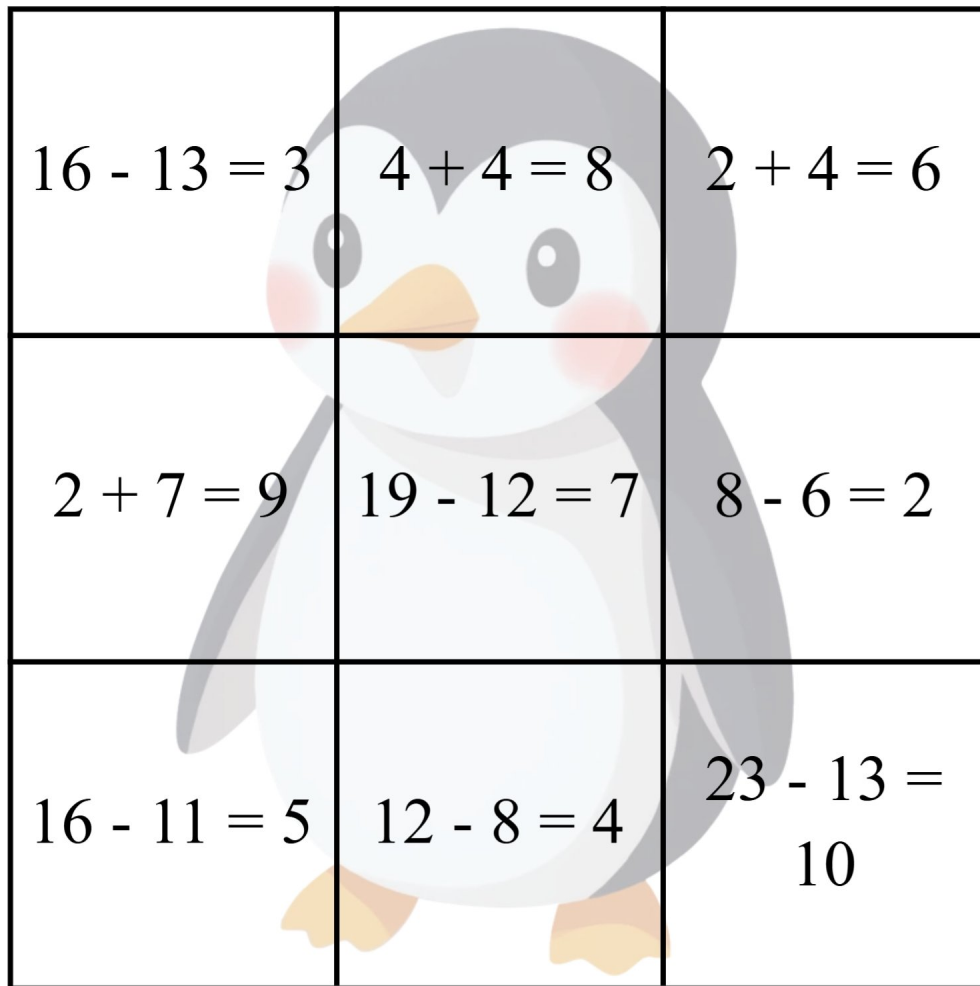 16 - 13 = 3
4 + 4 = 8
2 + 4 = 6
2 + 7 = 9
19 - 12 = 7
8 - 6 = 2
16 - 11 = 5
12 - 8 = 4
23 - 13 =
10